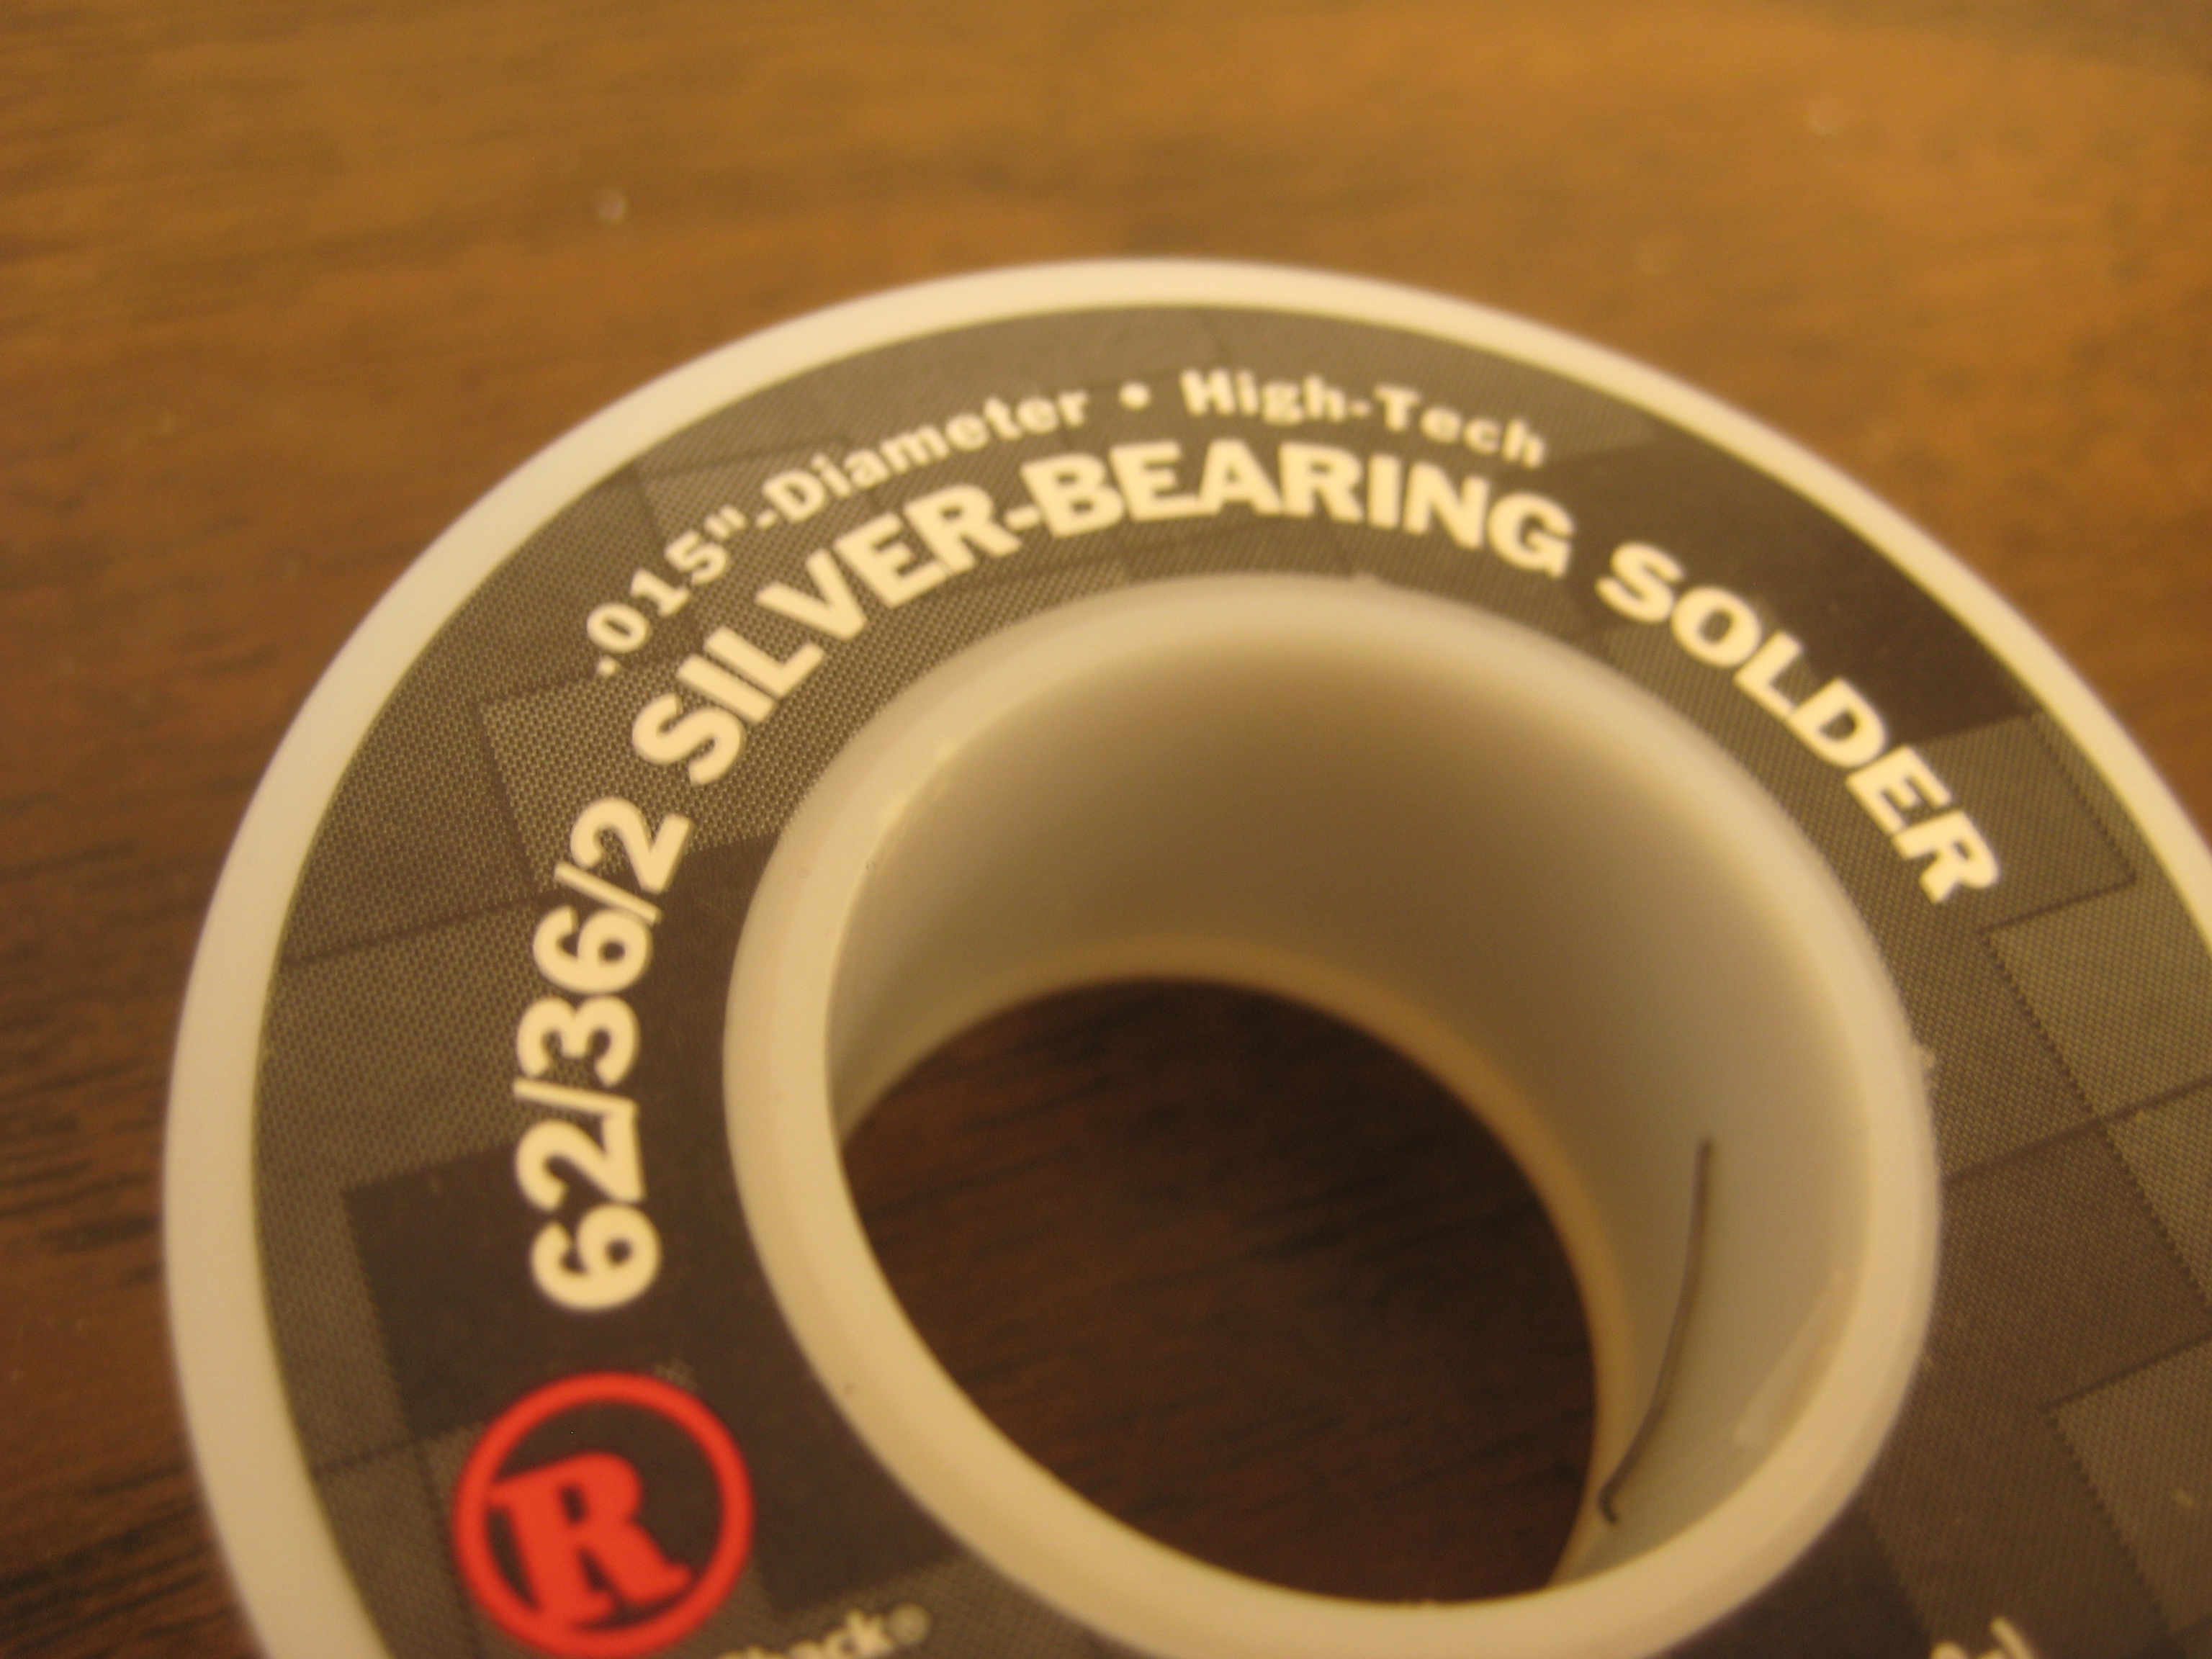 .015"-Diameter • High-Tech
62/36/2 SILVER-BEARING SOLDER
R